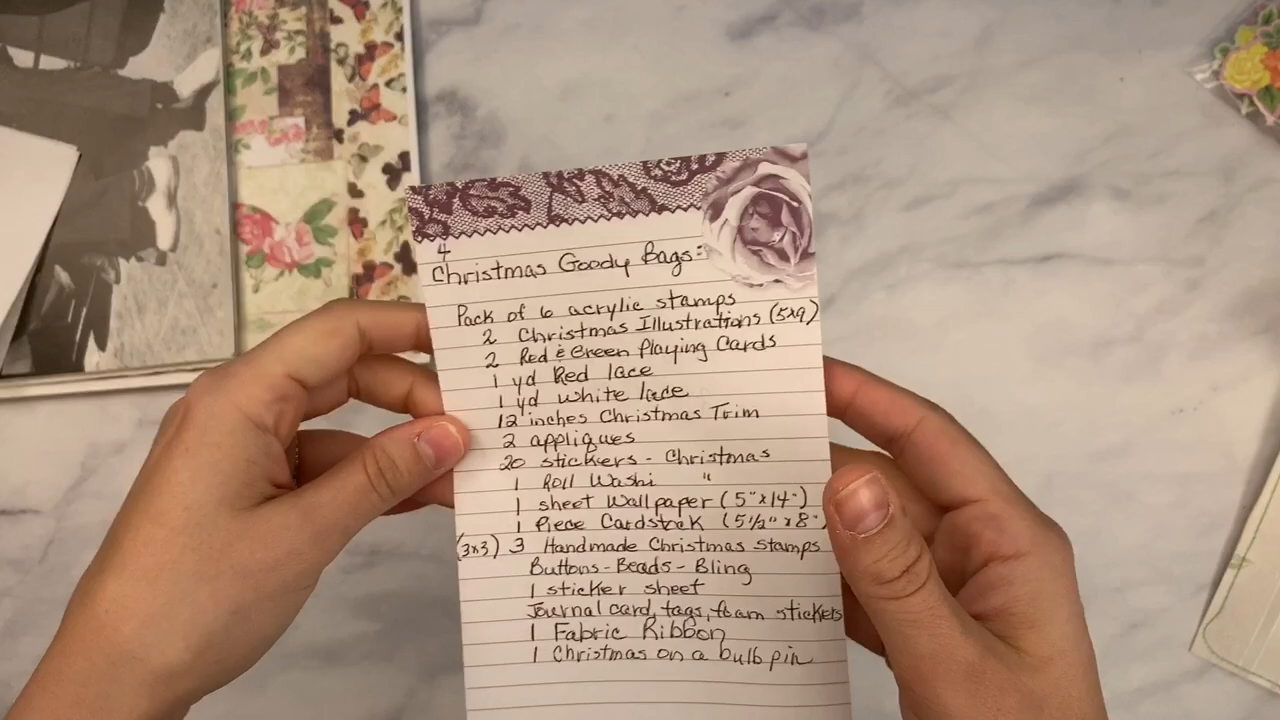 4
Christmas Goody Bags:
Pack of 6 acrylic stamps
2 Christmas Illustrations (5x9)
2 Red & Green Playing Cards
1 yd Red lace
1 yd white lace
12 inches Christmas Trim
2 appliques
20 stickers - Christmas
1 Roll Washi "
1 sheet Wallpaper (5"x14")
1 Piece Cardstock (5½" x 8")
(3x3) 3 Handmade Christmas Stamps
Buttons - Beads - Bling
1 sticker sheet
Journal card, tags, foam stickers
1 Fabric Ribbon
1 Christmas on a bulb pin